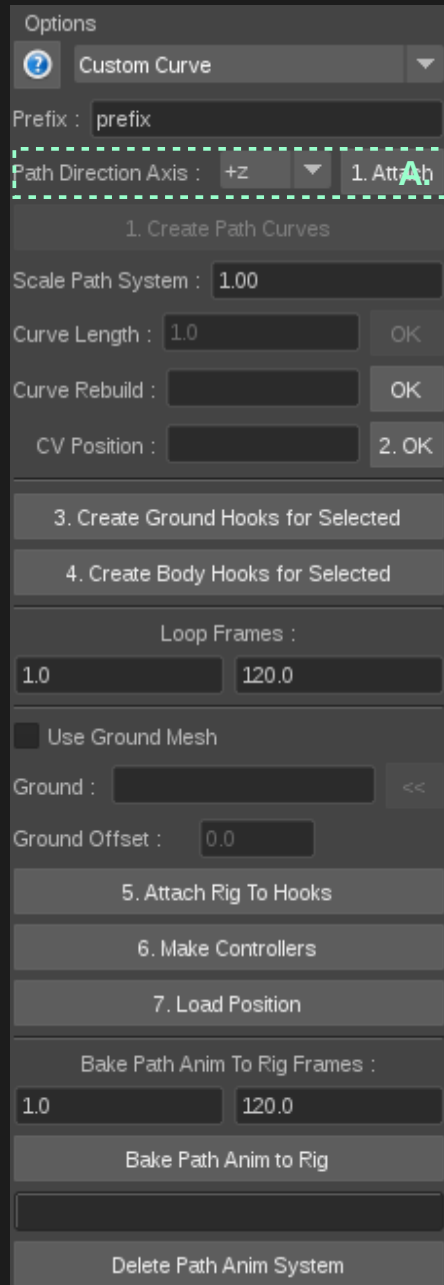 Options
? Custom Curve
Prefix : prefix
Path Direction Axis : +z 1. Attach A.
1. Create Path Curves
Scale Path System : 1.00
Curve Length : 1.0 OK
Curve Rebuild : OK
CV Position : 2. OK
3. Create Ground Hooks for Selected
4. Create Body Hooks for Selected
Loop Frames :
1.0 120.0
Use Ground Mesh
Ground : <<
Ground Offset : 0.0
5. Attach Rig To Hooks
6. Make Controllers
7. Load Position
Bake Path Anim To Rig Frames :
1.0 120.0
Bake Path Anim to Rig
Delete Path Anim System